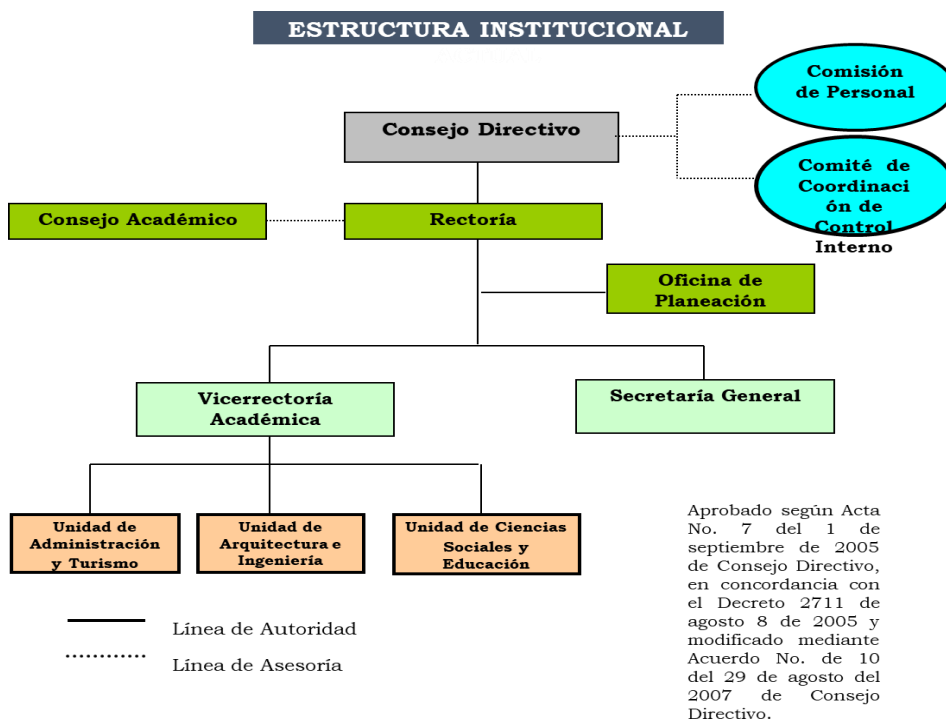 ESTRUCTURA INSTITUCIONAL
Comisión
de Personal
Consejo Directivo
Comité de
Coordinaci
ón de
Control
Interno
Consejo Académico
Rectoría
Oficina de
Planeación
Vicerrectoría
Académica
Secretaría General
Unidad de
Administración
y Turismo
Unidad de
Arquitectura e
Ingeniería
Unidad de Ciencias
Sociales y
Educación
Aprobado según Acta
No. 7 del 1 de
septiembre de 2005
de Consejo Directivo,
en concordancia con
el Decreto 2711 de
agosto 8 de 2005 y
modificado mediante
Acuerdo No. de 10
del 29 de agosto del
2007 de Consejo
Directivo.
Línea de Autoridad
Línea de Asesoría